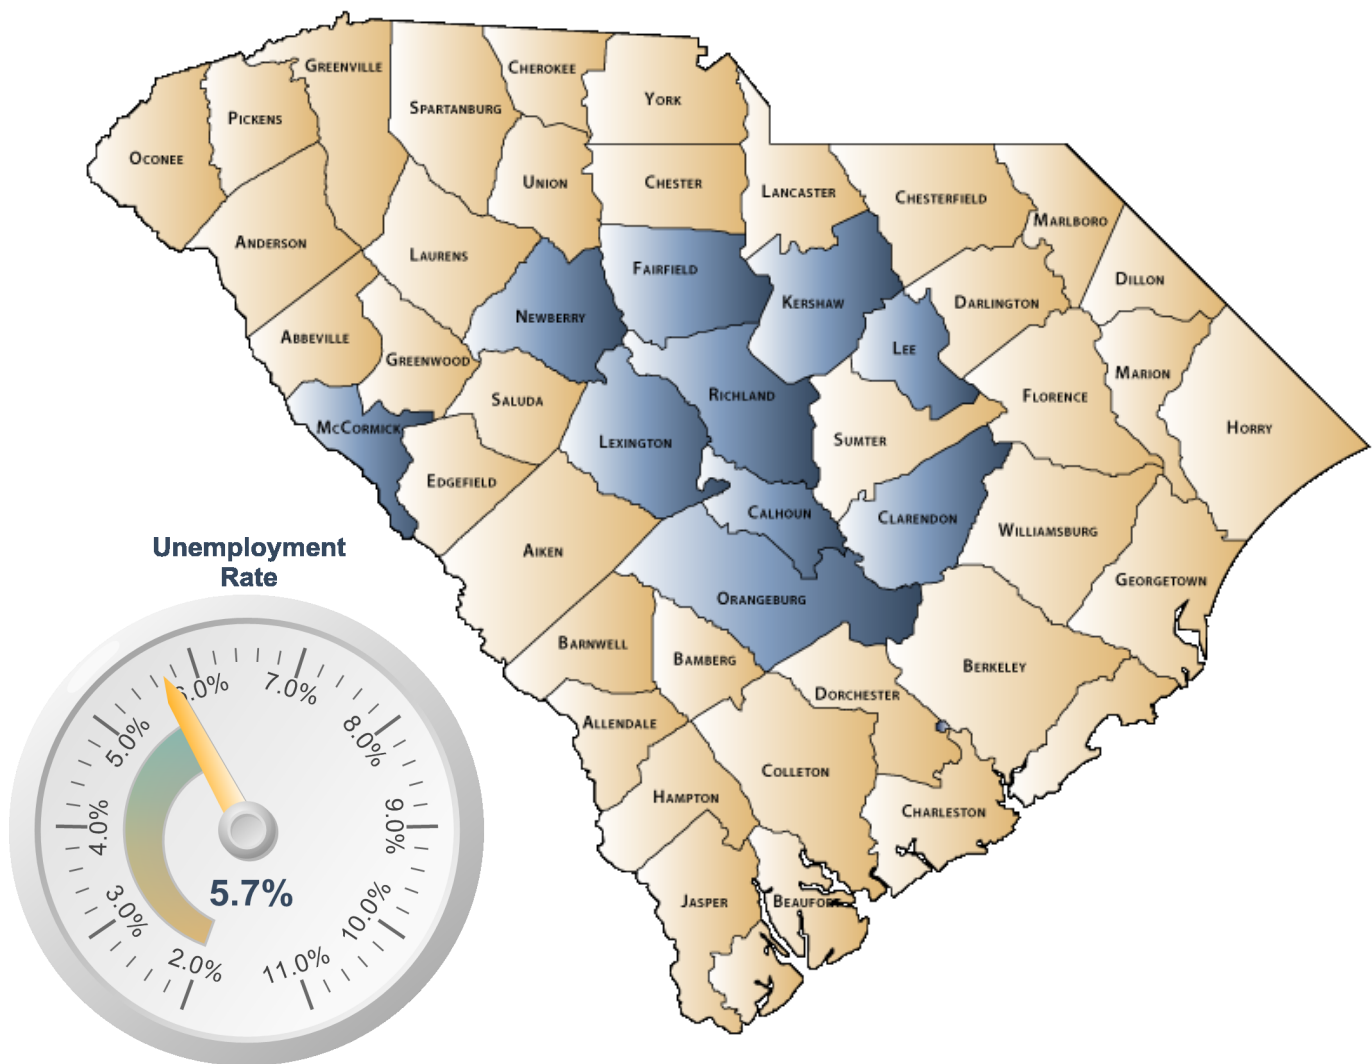 GREENVILLE
CHEROKEE
SPARTANBURG
YORK
PICKENS
OCONEE
UNION
CHESTER
LANCASTER
CHESTERFIELD
MARLBORO
ANDERSON
LAURENS
FAIRFIELD
KERSHAW
DILLON
DARLINGTON
NEWBERRY
ABBEVILLE
GREENWOOD
LEE
MARION
RICHLAND
SALUDA
FLORENCE
MCCORMICK
LEXINGTON
SUMTER
HORRY
EDGEFIELD
CALHOUN
CLARENDON
WILLIAMSBURG
AIKEN
GEORGETOWN
ORANGEBURG
BARNWELL
BAMBERG
BERKELEY
DORCHESTER
ALLENDALE
COLLETON
HAMPTON
CHARLESTON
JASPER
BEAUFORT
Unemployment
Rate
2.0%
3.0%
4.0%
5.0%
6.0%
7.0%
8.0%
9.0%
10.0%
11.0%
5.7%